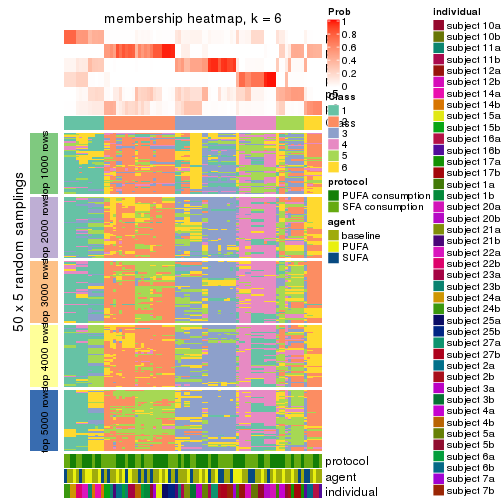 membership heatmap, k = 6
Prob
1
0.8
0.6
0.4
0.2
0
p5
Class
Class
1
2
3
4
5
6
protocol
PUFA consumption
SFA consumption
agent
baseline
PUFA
SUFA
individual
subject 10a
subject 10b
subject 11a
subject 11b
subject 12a
subject 12b
subject 14a
subject 14b
subject 15a
subject 15b
subject 16a
subject 16b
subject 17a
subject 17b
subject 1a
subject 1b
subject 20a
subject 20b
subject 21a
subject 21b
subject 22a
subject 22b
subject 23a
subject 23b
subject 24a
subject 24b
subject 25a
subject 25b
subject 27a
subject 27b
subject 2a
subject 2b
subject 3a
subject 3b
subject 4a
subject 4b
subject 5a
subject 5b
subject 6a
subject 6b
subject 7a
subject 7b
50 x 5 random samplings
top 1000 rows
top 2000 rows
top 3000 rows
top 4000 rows
top 5000 rows
protocol
agent
individual